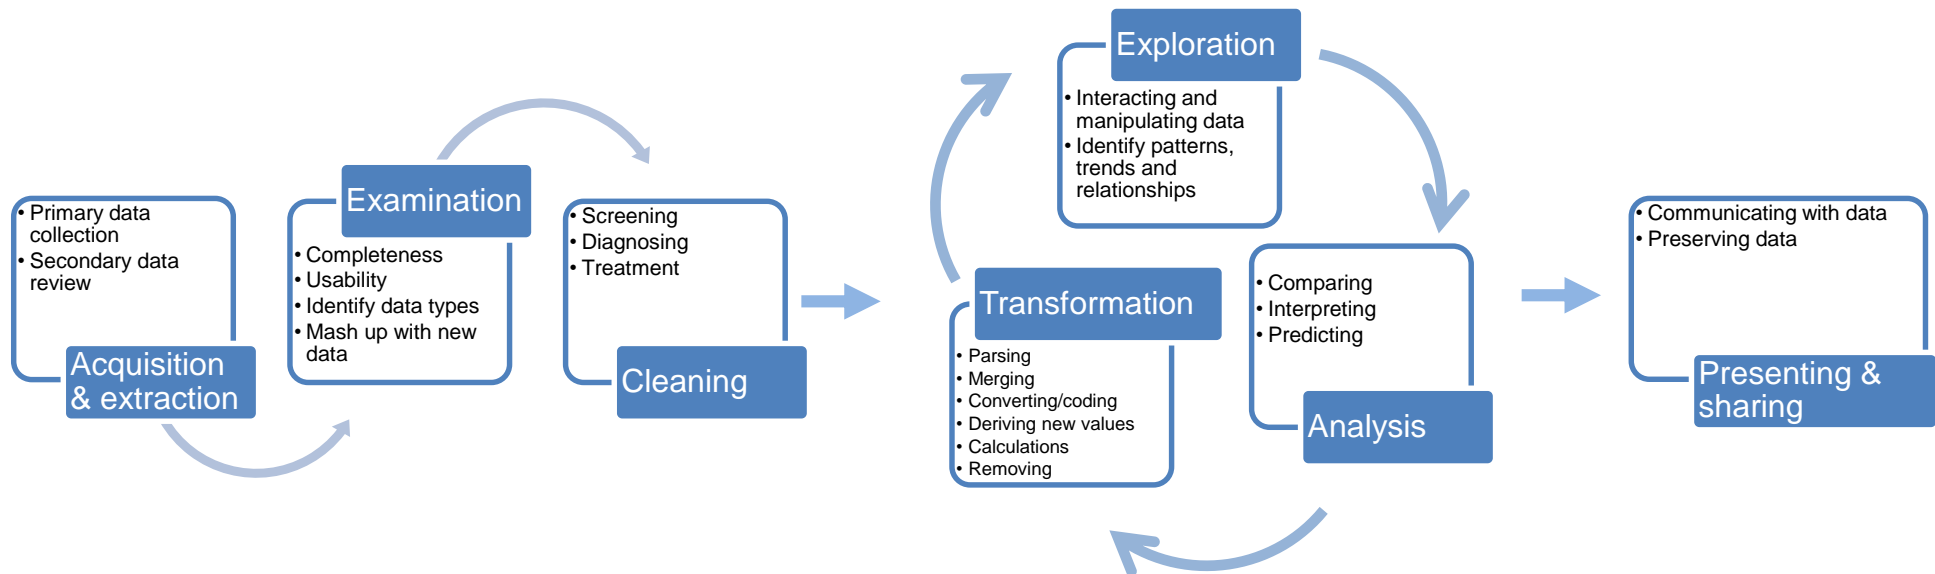 • Primary data
collection
• Secondary data
review
Acquisition
& extraction
Examination
• Completeness
• Usability
• Identify data types
• Mash up with new
data
• Screening
• Diagnosing
• Treatment
Cleaning
Transformation
• Parsing
• Merging
• Converting/coding
• Deriving new values
• Calculations
• Removing
Exploration
• Interacting and
manipulating data
• Identify patterns,
trends and
relationships
• Comparing
• Interpreting
• Predicting
Analysis
• Communicating with data
• Preserving data
Presenting &
sharing